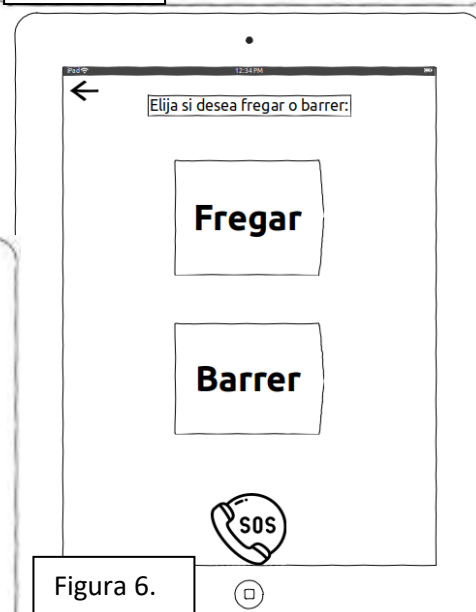 iPad
12:34 PM
Elija si desea fregar o barrer:
Fregar
Barrer
SOS
Figura 6.